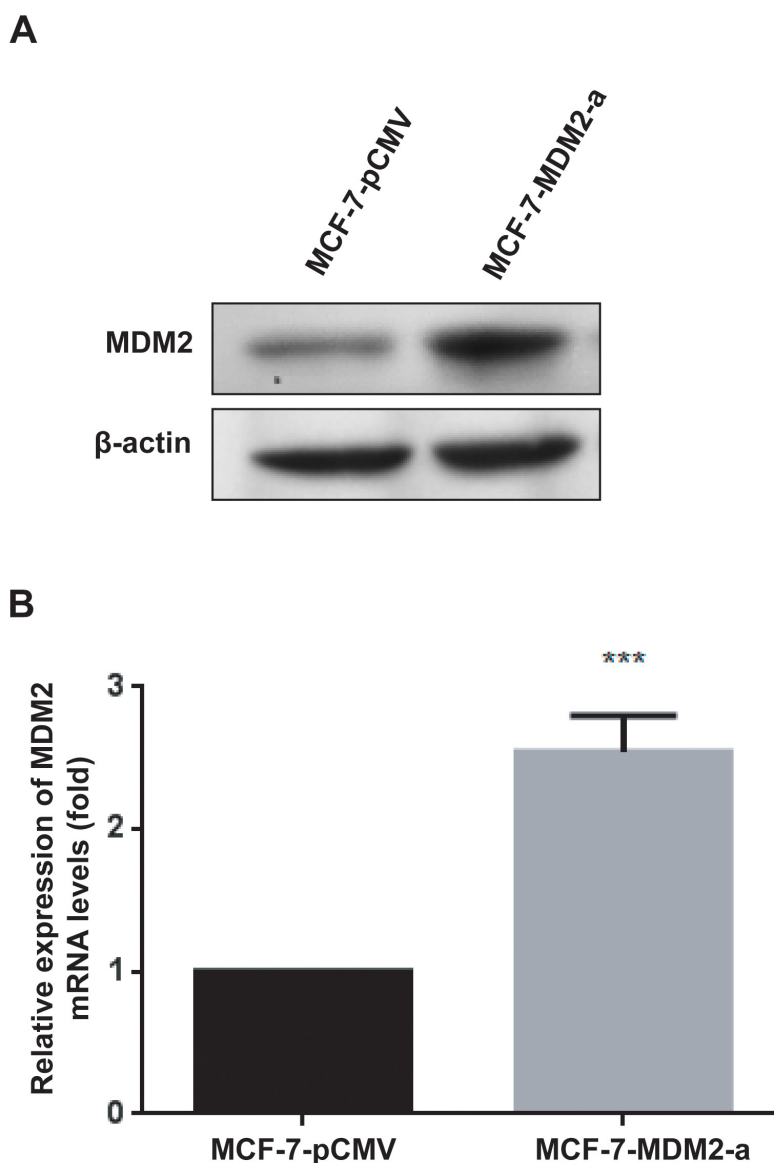 A
MCF-7-pCMV
MCF-7-MDM2-a
MDM2
β-actin
B
Relative expression of MDM2
mRNA levels (fold)
3
2
1
0
***
MCF-7-pCMV
MCF-7-MDM2-a